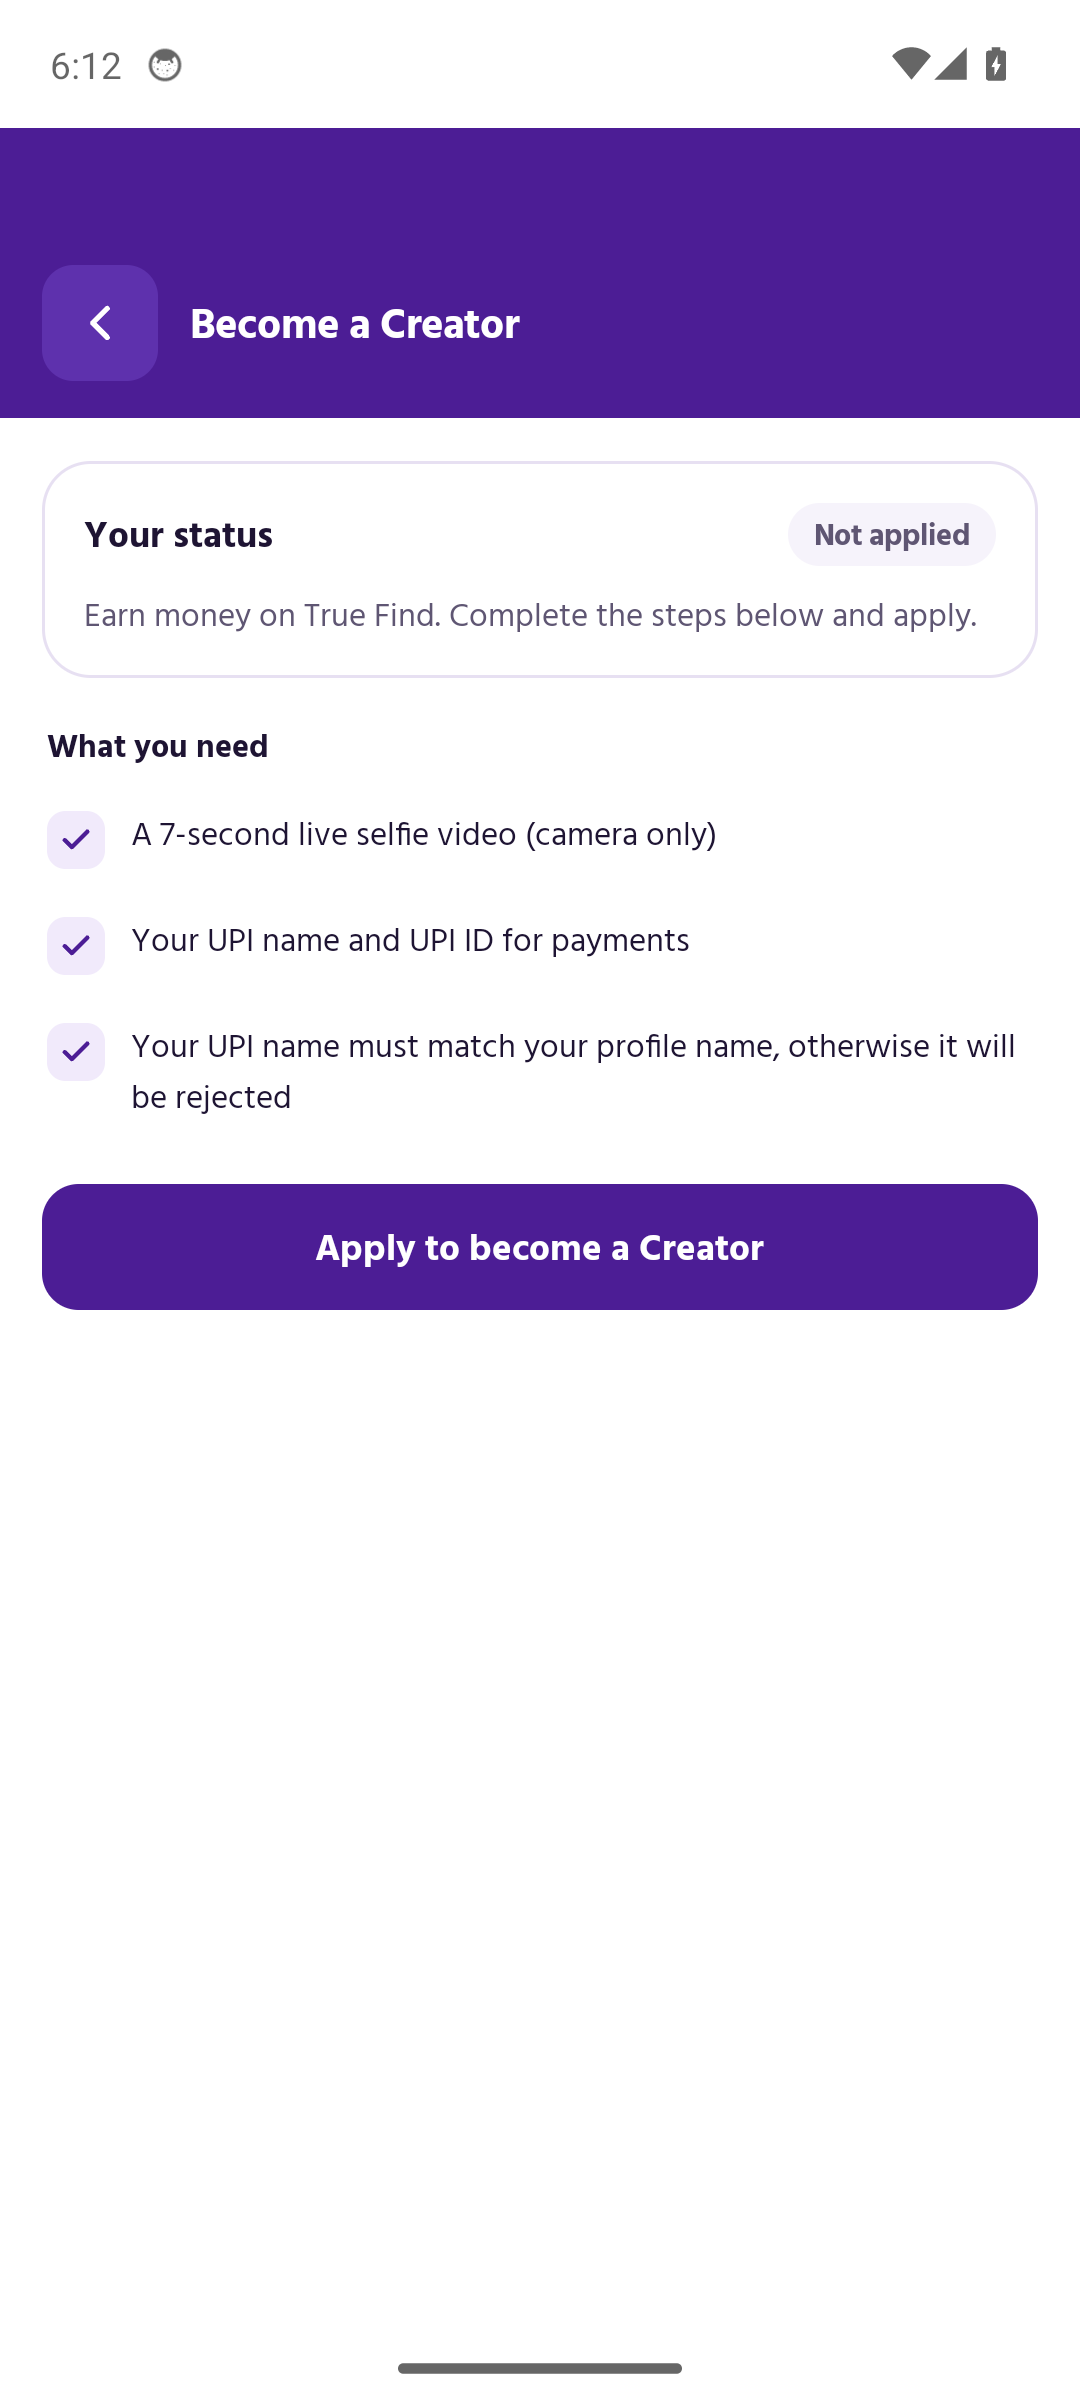 6:12
Become a Creator
Your status
Not applied
Earn money on True Find. Complete the steps below and apply.
What you need
A 7-second live selfie video (camera only)
Your UPI name and UPI ID for payments
Your UPI name must match your profile name, otherwise it will
be rejected
Apply to become a Creator